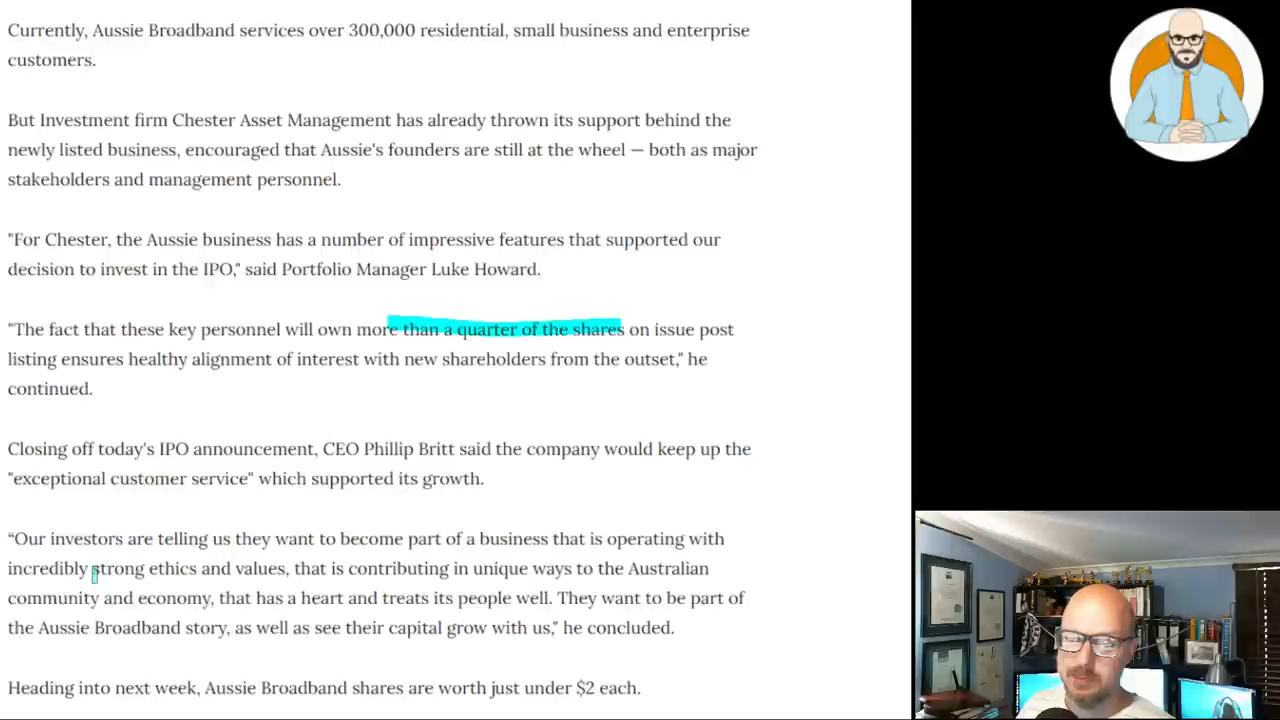 Currently, Aussie Broadband services over 300,000 residential, small business and enterprise
customers.
But Investment firm Chester Asset Management has already thrown its support behind the
newly listed business, encouraged that Aussie's founders are still at the wheel — both as major
stakeholders and management personnel.
"For Chester, the Aussie business has a number of impressive features that supported our
decision to invest in the IPO," said Portfolio Manager Luke Howard.
"The fact that these key personnel will own more than a quarter of the shares on issue post
listing ensures healthy alignment of interest with new shareholders from the outset," he
continued.
Closing off today's IPO announcement, CEO Phillip Britt said the company would keep up the
"exceptional customer service" which supported its growth.
“Our investors are telling us they want to become part of a business that is operating with
incredibly strong ethics and values, that is contributing in unique ways to the Australian
community and economy, that has a heart and treats its people well. They want to be part of
the Aussie Broadband story, as well as see their capital grow with us," he concluded.
Heading into next week, Aussie Broadband shares are worth just under $2 each.